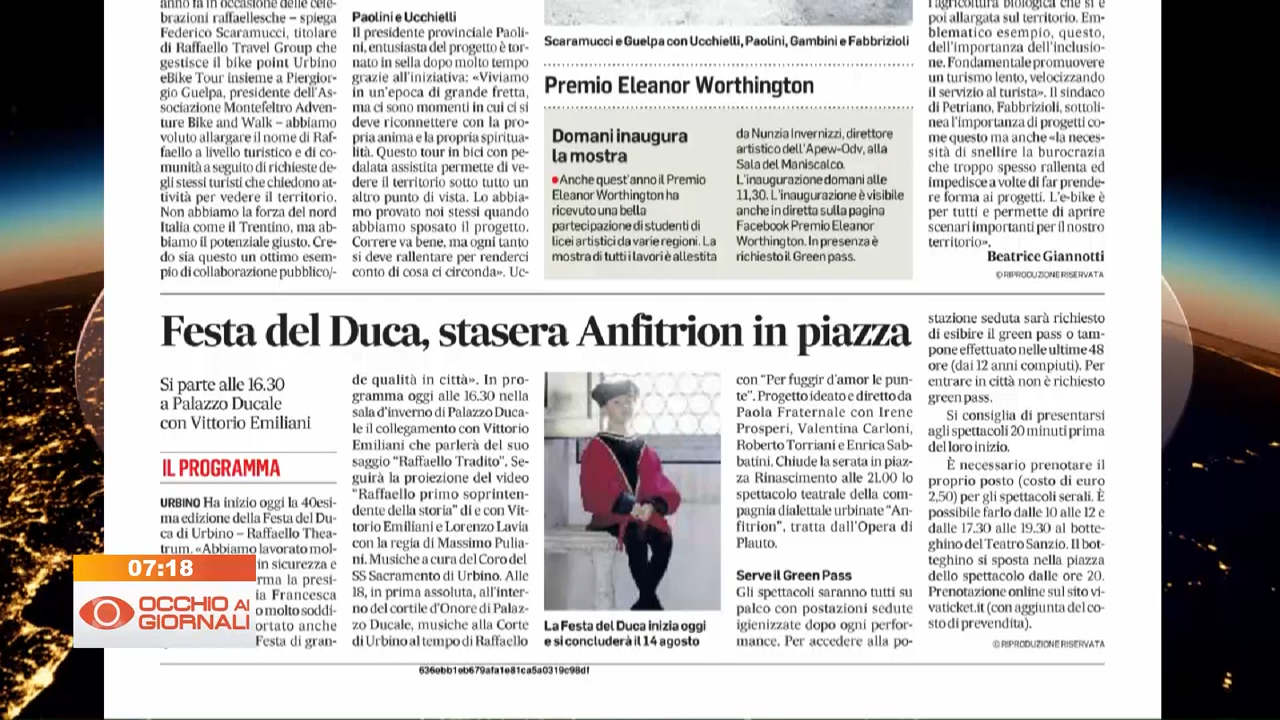 anno fa in occasione delle cele-
brazioni raffaellesche – spiega
Federico Scaramucci, titolare
di Raffaello Travel Group che
gestisce il bike point Urbino
eBike Tour insieme a Piergior-
gio Guelpa, presidente dell'As-
sociazione Montefeltro Adven-
ture Bike and Walk – abbiamo
voluto allargare il nome di Raf-
faello a livello turistico e di co-
munità a seguito di richieste de-
gli stessi turisti che chiedono at-
tività per vedere il territorio.
Non abbiamo la forza del nord
Italia come il Trentino, ma ab-
biamo il potenziale giusto. Cre-
do sia questo un ottimo esem-
pio di collaborazione pubblico/-
Paolini e Ucchielli
Il presidente provinciale Paoli-
ni, entusiasta del progetto è tor-
nato in sella dopo molto tempo
grazie all'iniziativa: «Viviamo
in un'epoca di grande fretta,
ma ci sono momenti in cui ci si
deve riconnettere con la pro-
pria anima e la propria spiritua-
lità. Questo tour in bici con pe-
dalata assistita permette di ve-
dere il territorio sotto tutto un
altro punto di vista. Lo abbia-
mo provato noi stessi quando
abbiamo sposato il progetto.
Correre va bene, ma ogni tanto
si deve rallentare per renderci
conto di cosa ci circonda». Uc-
Scaramucci e Guelpa con Ucchielli, Paolini, Gambini e Fabbrizioli
Premio Eleanor Worthington
Domani inaugura
la mostra
Anche quest'anno il Premio
Eleanor Worthington ha
ricevuto una bella
partecipazione di studenti di
licei artistici da varie regioni. La
mostra di tutti i lavori è allestita
da Nunzia Invernizzi, direttore
artistico dell'Apew-Odv, alla
Sala del Maniscalco.
L'inaugurazione domani alle
11,30. L'inaugurazione è visibile
anche in diretta sulla pagina
Facebook Premio Eleanor
Worthington. In presenza è
richiesto il Green pass.
l'agricoltura biologica che si è
poi allargata sul territorio. Em-
blematico esempio, questo,
dell'importanza dell'inclusio-
ne. Fondamentale promuovere
un turismo lento, velocizzando
il servizio al turista». Il sindaco
di Petriano, Fabbrizioli, sottoli-
nea l'importanza di progetti co-
me questo ma anche «la neces-
sità di snellire la burocrazia
che troppo spesso rallenta ed
impedisce a volte di far prende-
re forma ai progetti. L'e-bike è
per tutti e permette di aprire
scenari importanti per il nostro
territorio».
Beatrice Giannotti
© RIPRODUZIONE RISERVATA
Festa del Duca, stasera Anfitrion in piazza
Si parte alle 16.30
a Palazzo Ducale
con Vittorio Emiliani
IL PROGRAMMA
URBINO Ha inizio oggi la 40esi-
ma edizione della Festa del Du-
ca di Urbino – Raffaello Thea-
trum. «Abbiamo lavorato mol-
in sicurezza e
rma la presi-
ia Francesca
o molto soddi-
ortato anche
Festa di gran-
de qualità in città». In pro-
gramma oggi alle 16.30 nella
sala d'inverno di Palazzo Duca-
le il collegamento con Vittorio
Emiliani che parlerà del suo
saggio "Raffaello Tradito". Se-
guirà la proiezione del video
"Raffaello primo soprinten-
dente della storia" di e con Vit-
torio Emiliani e Lorenzo Lavia
con la regia di Massimo Pulia-
ni. Musiche a cura del Coro del
SS Sacramento di Urbino. Alle
18, in prima assoluta, all'inter-
no del cortile d'Onore di Palaz-
zo Ducale, musiche alla Corte
di Urbino al tempo di Raffaello
La Festa del Duca inizia oggi
e si concluderà il 14 agosto
con "Per fuggir d'amor le pun-
te". Progetto ideato e diretto da
Paola Fraternale con Irene
Prosperi, Valentina Carloni,
Roberto Torriani e Enrica Sab-
batini. Chiude la serata in piaz-
za Rinascimento alle 21.00 lo
spettacolo teatrale della com-
pagnia dialettale urbinate "An-
fitrion", tratta dall'Opera di
Plauto.
Serve il Green Pass
Gli spettacoli saranno tutti su
palco con postazioni sedute
igienizzate dopo ogni perfor-
mance. Per accedere alla po-
stazione seduta sarà richiesto
di esibire il green pass o tam-
pone effettuato nelle ultime 48
ore (dai 12 anni compiuti). Per
entrare in città non è richiesto
green pass.
Si consiglia di presentarsi
agli spettacoli 20 minuti prima
del loro inizio.
È necessario prenotare il
proprio posto (costo di euro
2,50) per gli spettacoli serali. È
possibile farlo dalle 10 alle 12 e
dalle 17.30 alle 19.30 al botte-
ghino del Teatro Sanzio. Il bot-
teghino si sposta nella piazza
dello spettacolo dalle ore 20.
Prenotazione online sul sito vi-
vaticket.it (con aggiunta del co-
sto di prevendita).
© RIPRODUZIONE RISERVATA
07:18
OCCHIO AI
GIORNALI
636ebb1eb679afa1e81ca5a0319c98df